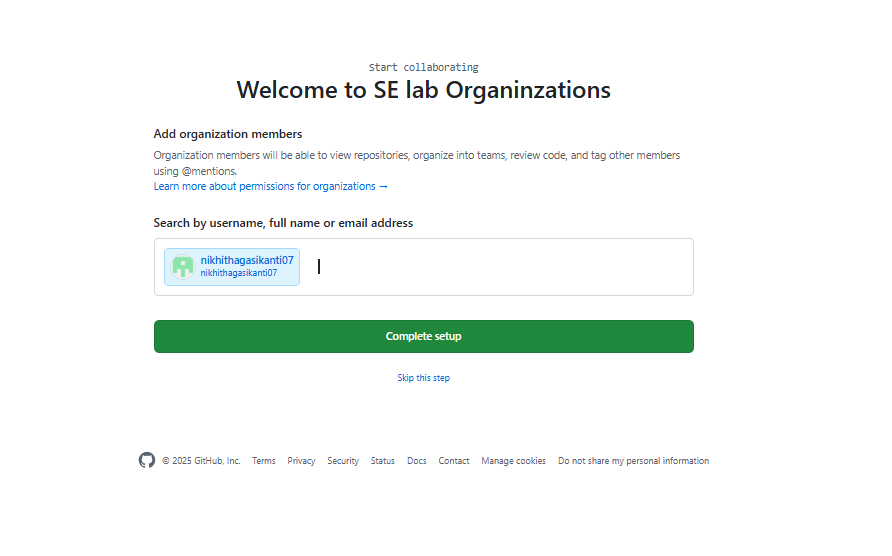 Start collaborating
Welcome to SE lab Organinzations
Add organization members
Organization members will be able to view repositories, organize into teams, review code, and tag other members
using @mentions.
Learn more about permissions for organizations →
Search by username, full name or email address
nikhithagasikanti07
nikhithagasikanti07
Complete setup
Skip this step
© 2025 GitHub, Inc. Terms Privacy Security Status Docs Contact Manage cookies Do not share my personal information